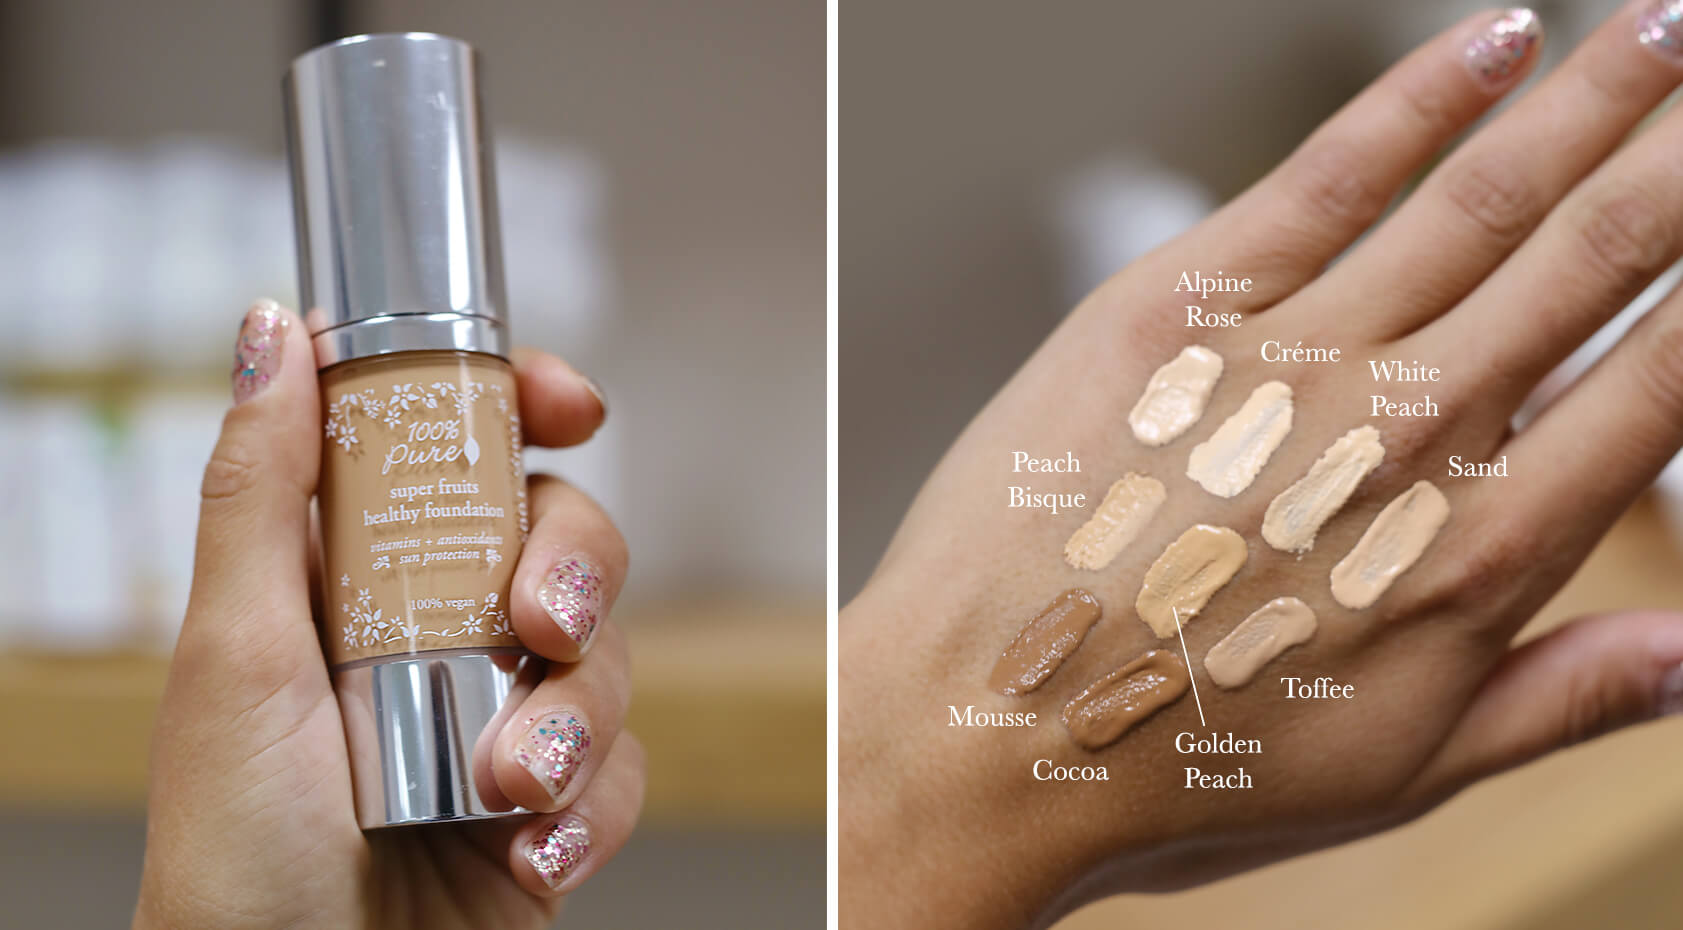 100%
Pure
super fruits
healthy foundation
vitamins + antioxidants
sun protection
100% vegan
Alpine
Rose
Créme
White
Peach
Sand
Peach
Bisque
Mousse
Cocoa
Golden
Peach
Toffee